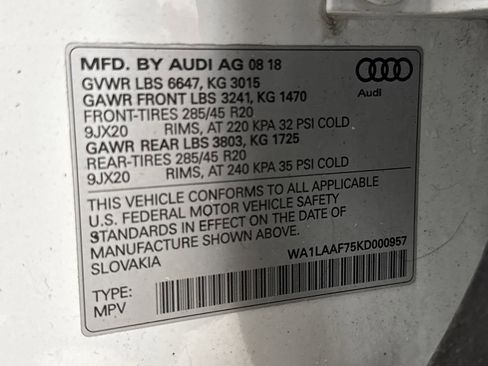 MFD. BY AUDI AG 08 18
GVWR LBS 6647, KG 3015
GAWR FRONT LBS 3241, KG 1470
FRONT-TIRES 285/45 R20
9JX20 RIMS, AT 220 KPA 32 PSI COLD
GAWR REAR LBS 3803, KG 1725
REAR-TIRES 285/45 R20
9JX20 RIMS, AT 240 KPA 35 PSI COLD
Audi
THIS VEHICLE CONFORMS TO ALL APPLICABLE
U.S. FEDERAL MOTOR VEHICLE SAFETY
STANDARDS IN EFFECT ON THE DATE OF
MANUFACTURE SHOWN ABOVE.
SLOVAKIA
WA1LAAF75KD000957
TYPE:
MPV